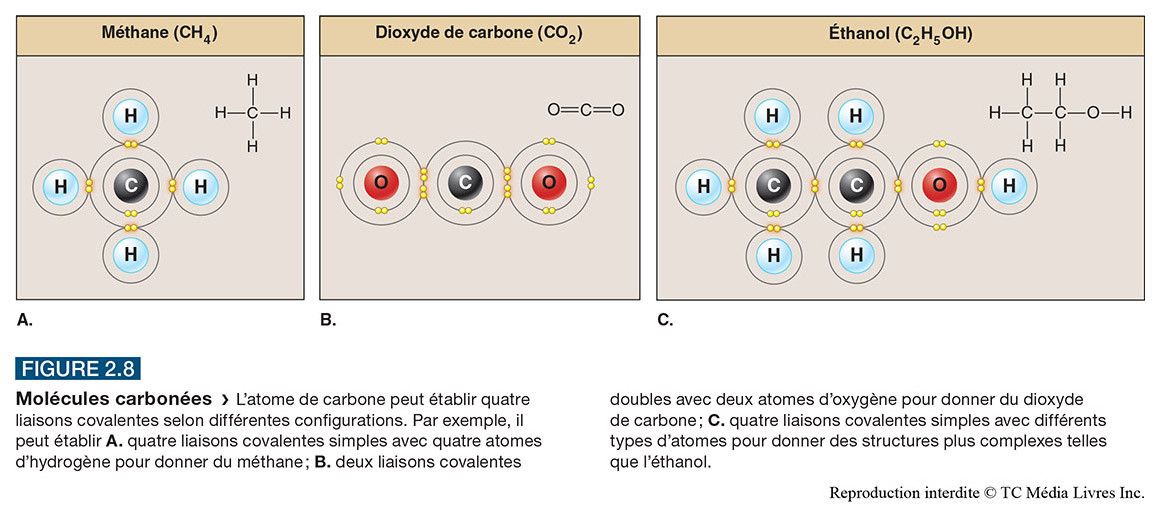 Méthane (CH₄)
H
H
C
H
H
H
H—C—H
H
A.
Dioxyde de carbone (CO₂)
O=C=O
O
C
O
B.
Éthanol (C₂H₅OH)
H
H
H—C—C—O—H
H
H
H
H
H
C
C
O
H
H
H
C.
FIGURE 2.8
Molécules carbonées › L’atome de carbone peut établir quatre
liaisons covalentes selon différentes configurations. Par exemple, il
peut établir A. quatre liaisons covalentes simples avec quatre atomes
d’hydrogène pour donner du méthane ; B. deux liaisons covalentes
doubles avec deux atomes d’oxygène pour donner du dioxyde
de carbone ; C. quatre liaisons covalentes simples avec différents
types d’atomes pour donner des structures plus complexes telles
que l’éthanol.
Reproduction interdite © TC Média Livres Inc.